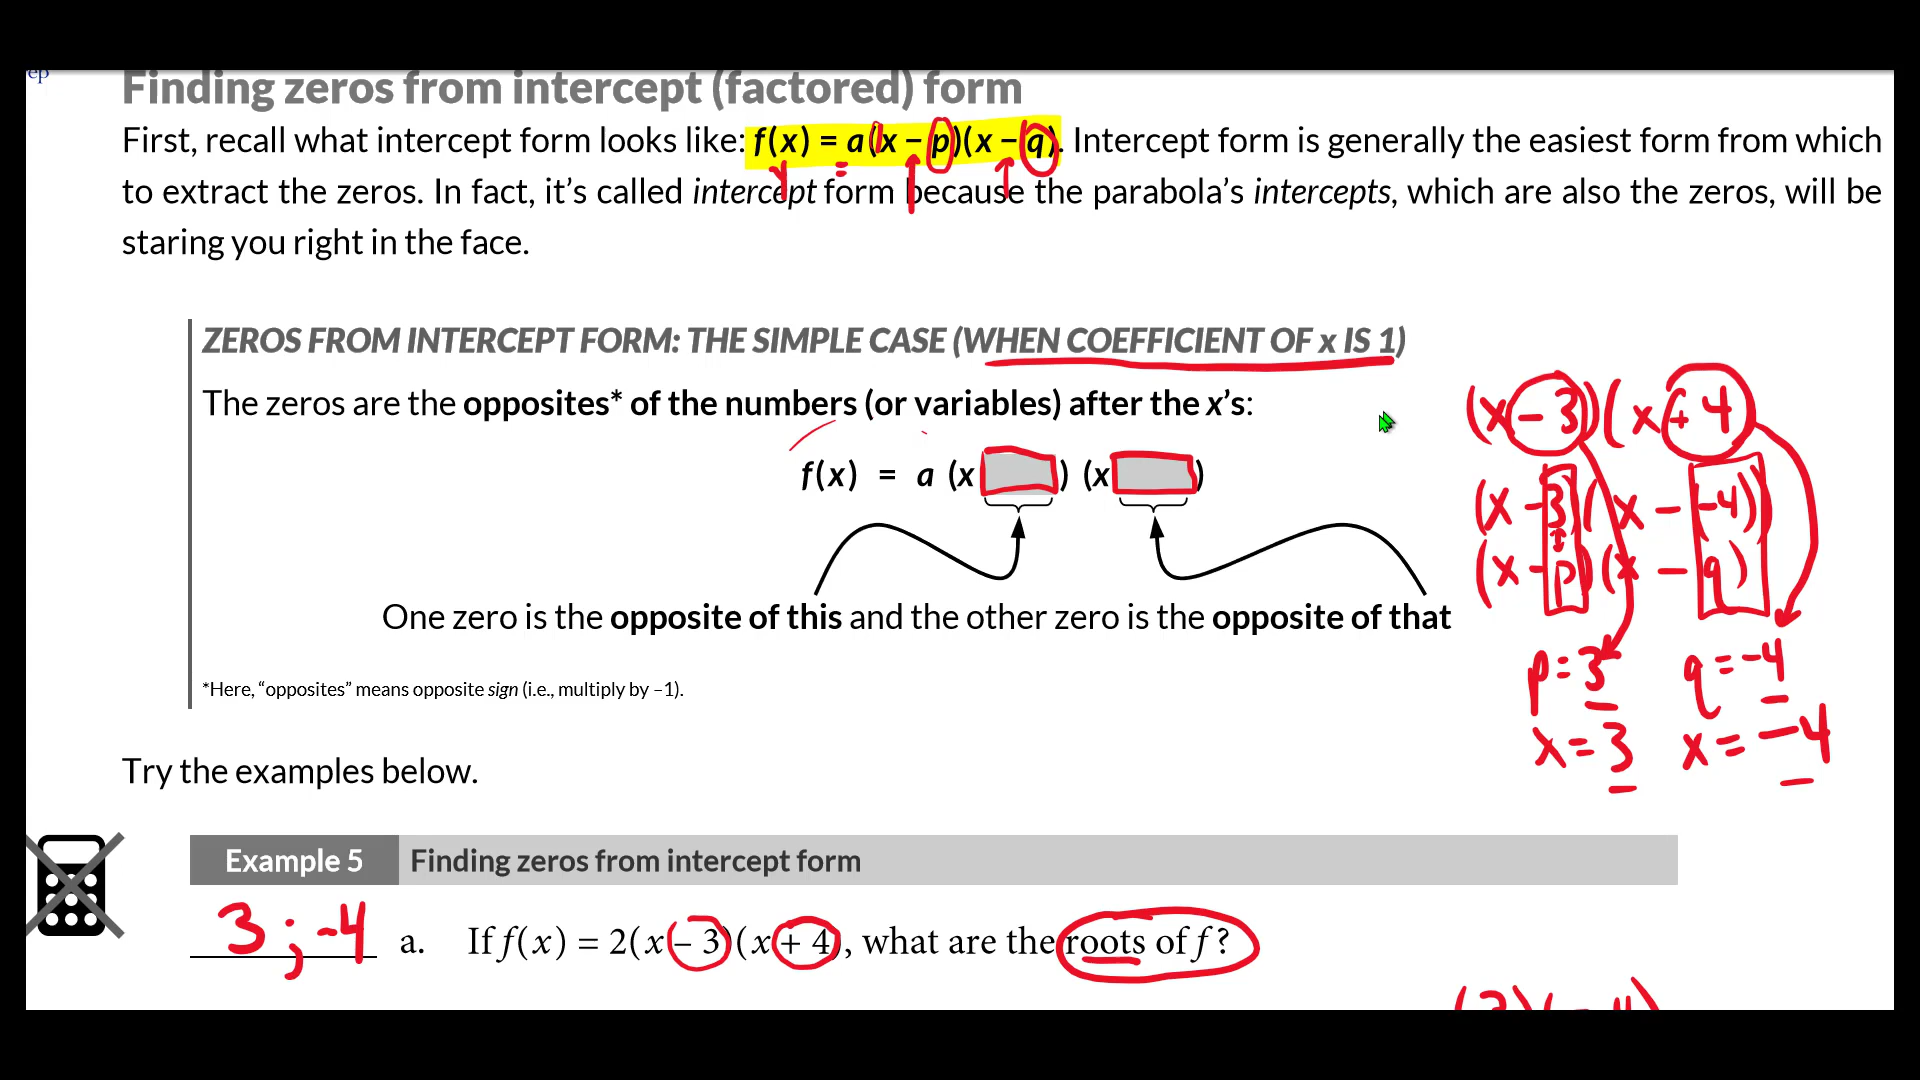 ep
Finding zeros from intercept (factored) form
First, recall what intercept form looks like: f(x) = a(x – p)(x – q). Intercept form is generally the easiest form from which
y
to extract the zeros. In fact, it’s called intercept form because the parabola’s intercepts, which are also the zeros, will be
staring you right in the face.
ZEROS FROM INTERCEPT FORM: THE SIMPLE CASE (WHEN COEFFICIENT OF x IS 1)
The zeros are the opposites* of the numbers (or variables) after the x’s:
f(x) = a (x ) (x )
One zero is the opposite of this and the other zero is the opposite of that
*Here, “opposites” means opposite sign (i.e., multiply by –1).
(x – 3)(x + 4)
(x – 3)(x – (-4))
(x – p)(x – q)
p = 3 q = -4
x = 3 x = -4
Try the examples below.
Example 5 Finding zeros from intercept form
3 ; -4 a. If f(x) = 2(x – 3)(x + 4), what are the roots of f?